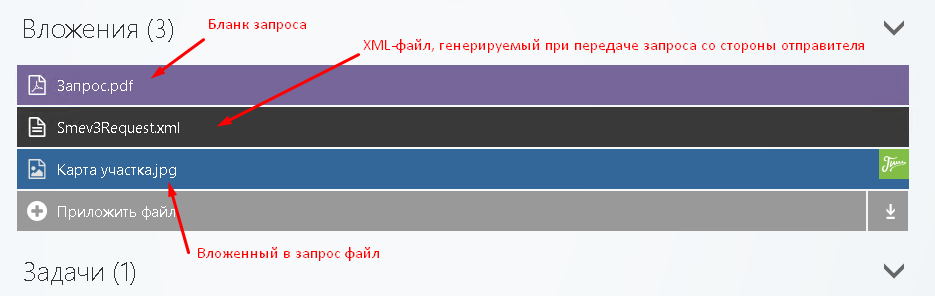 Вложения (3)
Бланк запроса
XML-файл, генерируемый при передаче запроса со стороны отправителя
Запрос.pdf
Smev3Request.xml
Карта участка.jpg
Приложить файл
Вложенный в запрос файл
Задачи (1)